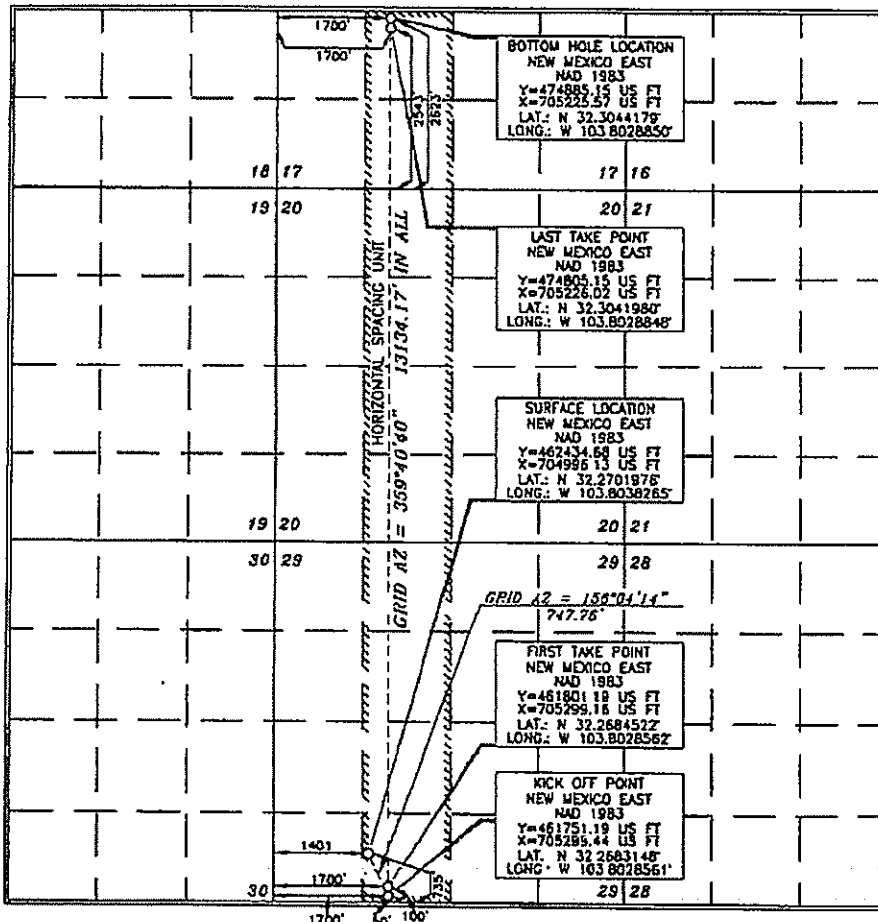 1700'
1700'
2543'
2623'
BOTTOM HOLE LOCATION
NEW MEXICO EAST
NAD 1983
Y=474885.15 US FT
X=705225.57 US FT
LAT.: N 32.3044179°
LONG.: W 103.8028850°
18 17
17 16
19 20
20 21
LAST TAKE POINT
NEW MEXICO EAST
NAD 1983
Y=474805.15 US FT
X=705226.02 US FT
LAT.: N 32.3041980°
LONG.: W 103.8028848°
HORIZONTAL SPACING UNIT
GRID AZ = 359°40'40" 13134.17' IN ALL
SURFACE LOCATION
NEW MEXICO EAST
NAD 1983
Y=462434.68 US FT
X=704996.13 US FT
LAT.: N 32.2701976°
LONG.: W 103.8038265°
19 20
20 21
30 29
29 28
GRID AZ = 156°04'14"
747.76'
FIRST TAKE POINT
NEW MEXICO EAST
NAD 1983
Y=461801.19 US FT
X=705299.16 US FT
LAT.: N 32.2684522°
LONG.: W 103.8028562°
KICK OFF POINT
NEW MEXICO EAST
NAD 1983
Y=461751.19 US FT
X=705299.44 US FT
LAT. N 32.2683148°
LONG. W 103.8028561°
1401
735'
1700'
30
29 28
1700'
100'